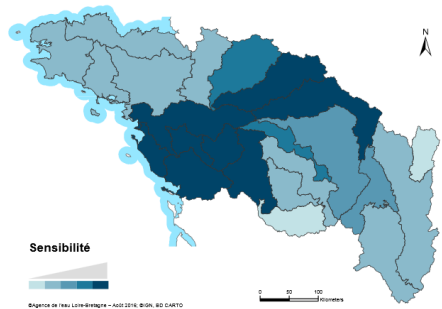 N
Sensibilité
0 50 100
Kilometers
©Agence de l'eau Loire-Bretagne – Août 2016; ©IGN, BD CARTO